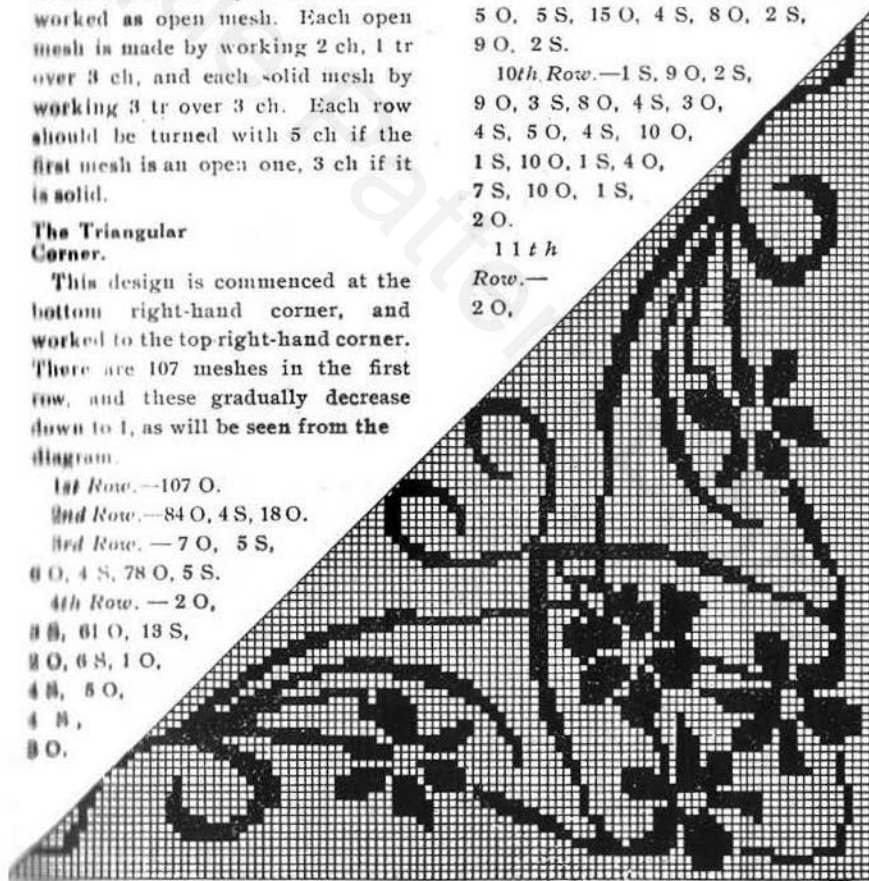 worked as open mesh. Each open
mesh is made by working 2 ch, 1 tr
over 3 ch, and each solid mesh by
working 3 tr over 3 ch. Each row
should be turned with 5 ch if the
first mesh is an open one, 3 ch if it
is solid.
The Triangular
Corner.
This design is commenced at the
bottom right-hand corner, and
worked to the top right-hand corner.
There are 107 meshes in the first
row, and these gradually decrease
down to 1, as will be seen from the
diagram.
1st Row.—107 O.
2nd Row.—84 O, 4 S, 18 O.
3rd Row. — 7 O, 5 S,
6 O, 4 S, 78 O, 5 S.
4th Row. — 2 O,
S, 61 O, 13 S,
O, 6 S, 1 O,
4 S, 5 O,
4 S,
O.
5 O, 5 S, 15 O, 4 S, 8 O, 2 S,
9 O, 2 S.
10th Row.—1 S, 9 O, 2 S,
9 O, 3 S, 8 O, 4 S, 3 O,
4 S, 5 O, 4 S, 10 O,
1 S, 10 O, 1 S, 4 O,
7 S, 10 O, 1 S,
2 O.
11th
Row.—
2 O,